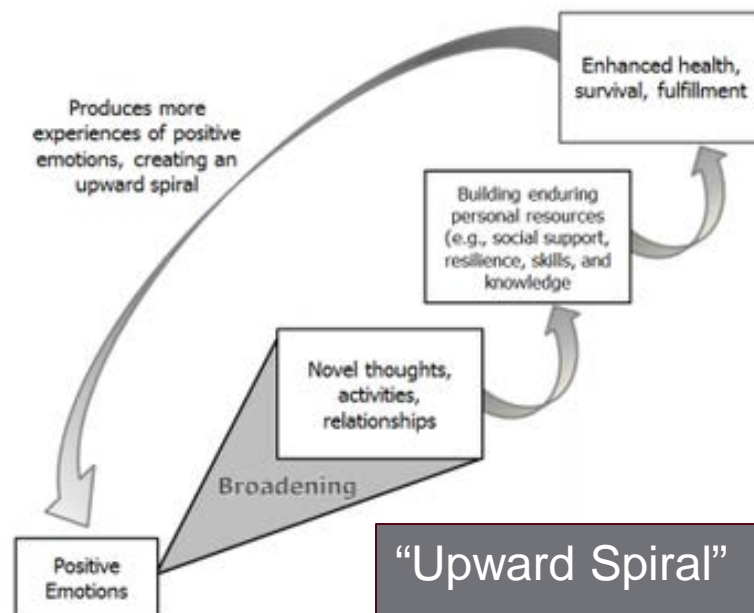 Enhanced health,
survival, fulfillment
Produces more
experiences of positive
emotions, creating an
upward spiral
Building enduring
personal resources
(e.g., social support,
resilience, skills, and
knowledge
Novel thoughts,
activities,
relationships
Broadening
Positive
Emotions
“Upward Spiral”